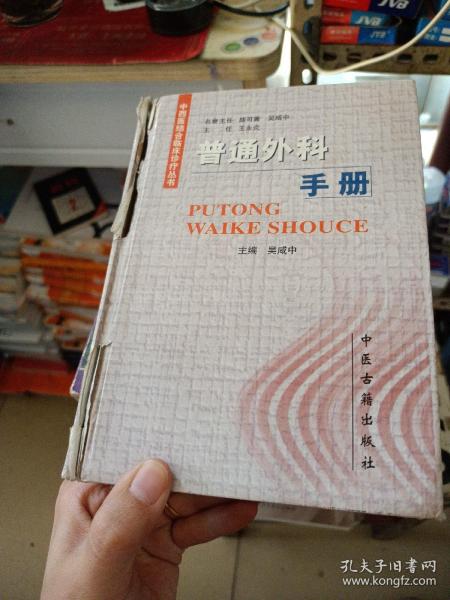 中西医结合临床诊疗丛书
名誉主任 陈可冀 吴咸中
主 任 王永炎
普通外科
手册
PUTONG
WAIKE SHOUCE
主编 吴咸中
中医古籍出版社
孔夫子旧书网
www.kongfz.com